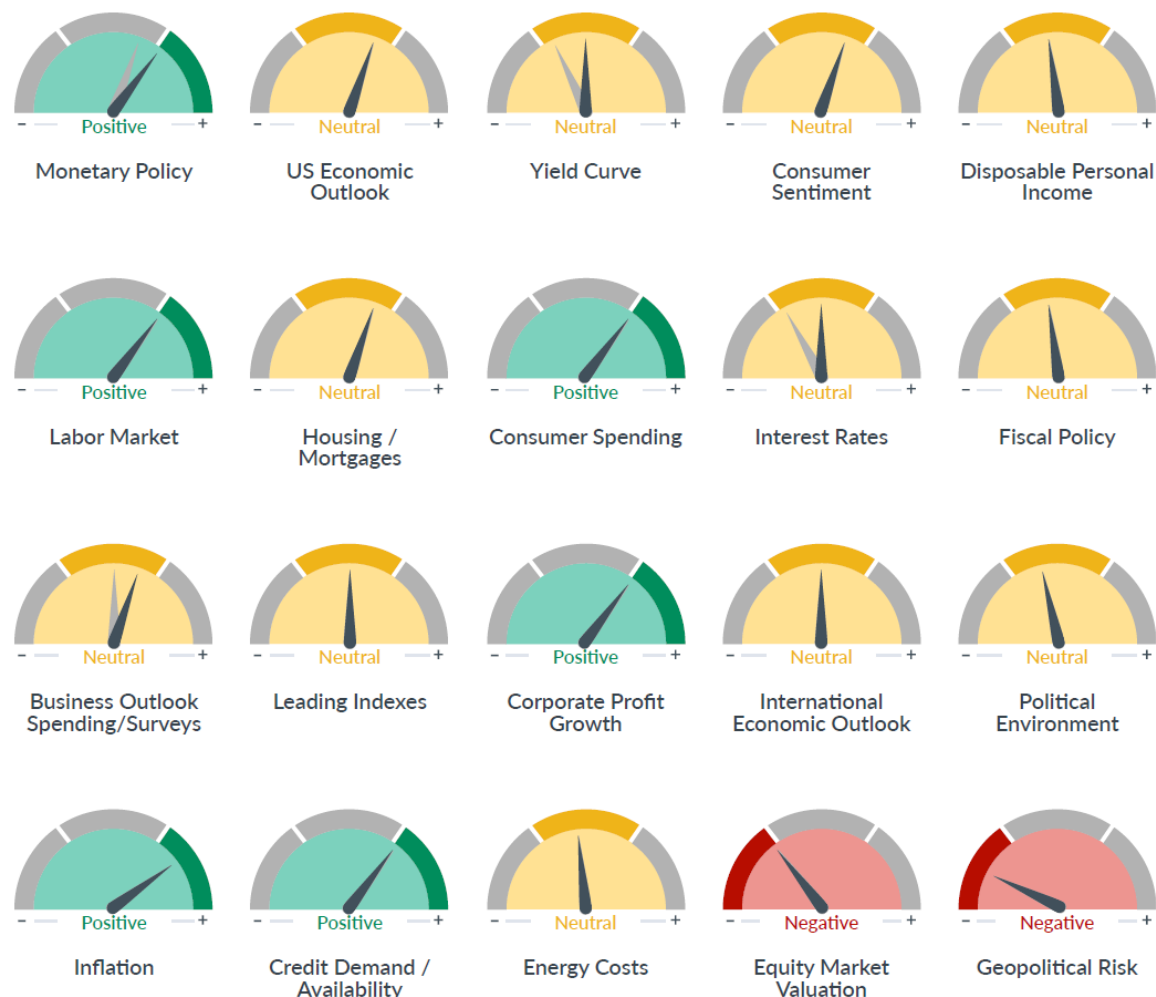 - Positive +
Monetary Policy
- Neutral +
US Economic
Outlook
- Neutral +
Yield Curve
- Neutral +
Consumer
Sentiment
- Neutral +
Disposable Personal
Income
- Positive +
Labor Market
- Neutral +
Housing /
Mortgages
- Positive +
Consumer Spending
- Neutral +
Interest Rates
- Neutral +
Fiscal Policy
- Neutral +
Business Outlook
Spending/Surveys
- Neutral +
Leading Indexes
- Positive +
Corporate Profit
Growth
- Neutral +
International
Economic Outlook
- Neutral +
Political
Environment
- Positive +
Inflation
- Positive +
Credit Demand /
Availability
- Neutral +
Energy Costs
- Negative +
Equity Market
Valuation
- Negative +
Geopolitical Risk